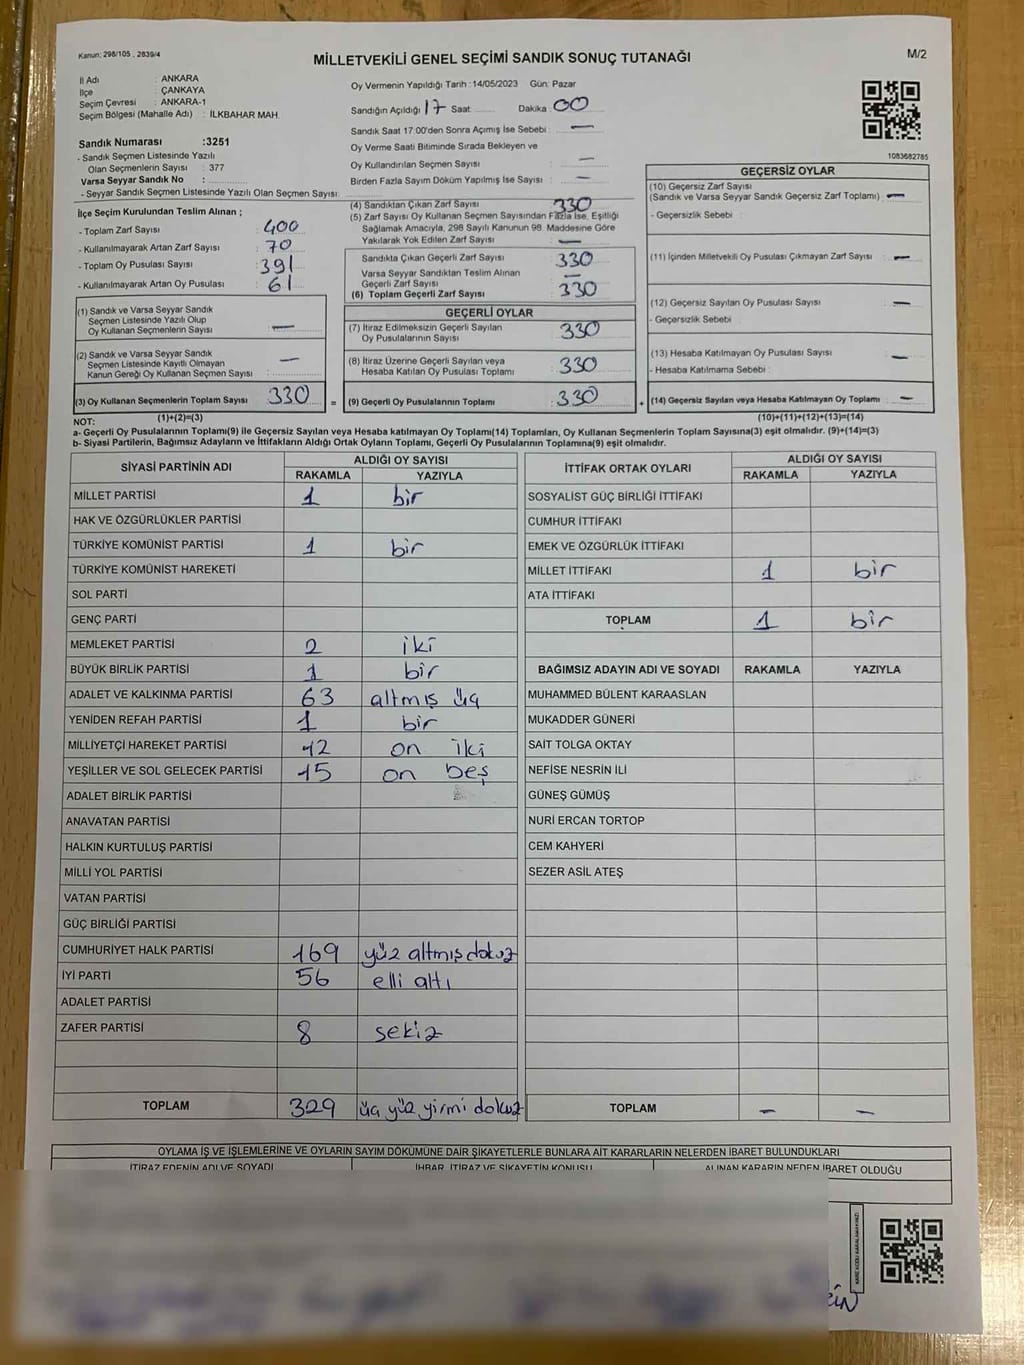 Kanun: 298/105 , 2839/4
MİLLETVEKİLİ GENEL SEÇİMİ SANDIK SONUÇ TUTANAĞI
M/2
İl Adı : ANKARA
İlçe : ÇANKAYA
Seçim Çevresi : ANKARA-1
Seçim Bölgesi (Mahalle Adı) : İLKBAHAR MAH.
Sandık Numarası :3251
- Sandık Seçmen Listesinde Yazılı
Olan Seçmenlerin Sayısı : 377
Varsa Seyyar Sandık No :
- Seyyar Sandık Seçmen Listesinde Yazılı Olan Seçmen Sayısı:
Oy Vermenin Yapıldığı Tarih :14/05/2023 Gün: Pazar
Sandığın Açıldığı 17 Saat Dakika 00
Sandık Saat 17:00'den Sonra Açımış İse Sebebi : —
Oy Verme Saati Bitiminde Sırada Bekleyen ve
Oy Kullandırılan Seçmen Sayısı : —
Birden Fazla Sayım Döküm Yapılmış İse Sayısı : —
1083682785
İlçe Seçim Kurulundan Teslim Alınan ;
- Toplam Zarf Sayısı : 400
- Kullanılmayarak Artan Zarf Sayısı : 70
- Toplam Oy Pusulası Sayısı : 391
- Kullanılmayarak Artan Oy Pusulası : 61
(1) Sandık ve Varsa Seyyar Sandık
Seçmen Listesinde Yazılı Olup
Oy Kullanan Seçmenlerin Sayısı : —
(2) Sandık ve Varsa Seyyar Sandık
Seçmen Listesinde Kayıtlı Olmayan
Kanun Gereği Oy Kullanan Seçmen Sayısı : —
(3) Oy Kullanan Seçmenlerin Toplam Sayısı 330
(1)+(2)=(3)
(4) Sandıktan Çıkan Zarf Sayısı : 330
(5) Zarf Sayısı Oy Kullanan Seçmen Sayısından Fazla İse, Eşitliği
Sağlamak Amacıyla, 298 Sayılı Kanunun 98. Maddesine Göre
Yakılarak Yok Edilen Zarf Sayısı : —
Sandıkta Çıkan Geçerli Zarf Sayısı : 330
Varsa Seyyar Sandıktan Teslim Alınan
Geçerli Zarf Sayısı : —
(6) Toplam Geçerli Zarf Sayısı : 330
GEÇERLİ OYLAR
(7) İtiraz Edilmeksizin Geçerli Sayılan
Oy Pusulalarının Sayısı : 330
(8) İtiraz Üzerine Geçerli Sayılan veya
Hesaba Katılan Oy Pusulası Toplamı : 330
= (9) Geçerli Oy Pusulalarının Toplamı : 330
GEÇERSİZ OYLAR
(10) Geçersiz Zarf Sayısı
(Sandık ve Varsa Seyyar Sandık Geçersiz Zarf Toplamı) : —
- Geçersizlik Sebebi :
(11) İçinden Milletvekili Oy Pusulası Çıkmayan Zarf Sayısı : —
(12) Geçersiz Sayılan Oy Pusulası Sayısı : —
- Geçersizlik Sebebi :
(13) Hesaba Katılmayan Oy Pusulası Sayısı : —
- Hesaba Katılmama Sebebi :
+ (14) Geçersiz Sayılan veya Hesaba Katılmayan Oy Toplamı : —
(10)+(11)+(12)+(13)=(14)
NOT:
a- Geçerli Oy Pusulalarının Toplamı(9) ile Geçersiz Sayılan veya Hesaba katılmayan Oy Toplamı(14) Toplamları, Oy Kullanan Seçmenlerin Toplam Sayısına(3) eşit olmalıdır. (9)+(14)=(3)
b- Siyasi Partilerin, Bağımsız Adayların ve İttifakların Aldığı Ortak Oyların Toplamı, Geçerli Oy Pusulalarının Toplamına(9) eşit olmalıdır.
SİYASİ PARTİNİN ADI
ALDIĞI OY SAYISI
RAKAMLA YAZIYLA
MİLLET PARTİSİ 1 bir
HAK VE ÖZGÜRLÜKLER PARTİSİ
TÜRKİYE KOMÜNİST PARTİSİ 1 bir
TÜRKİYE KOMÜNİST HAREKETİ
SOL PARTİ
GENÇ PARTİ
MEMLEKET PARTİSİ 2 iki
BÜYÜK BİRLİK PARTİSİ 1 bir
ADALET VE KALKINMA PARTİSİ 63 altmış üç
YENİDEN REFAH PARTİSİ 1 bir
MİLLİYETÇİ HAREKET PARTİSİ 12 on iki
YEŞİLLER VE SOL GELECEK PARTİSİ 15 on beş
ADALET BİRLİK PARTİSİ
ANAVATAN PARTİSİ
HALKIN KURTULUŞ PARTİSİ
MİLLİ YOL PARTİSİ
VATAN PARTİSİ
GÜÇ BİRLİĞİ PARTİSİ
CUMHURİYET HALK PARTİSİ 169 yüz altmış dokuz
İYİ PARTİ 56 elli altı
ADALET PARTİSİ
ZAFER PARTİSİ 8 sekiz
TOPLAM 329 üç yüz yirmi dokuz
İTTİFAK ORTAK OYLARI
ALDIĞI OY SAYISI
RAKAMLA YAZIYLA
SOSYALİST GÜÇ BİRLİĞİ İTTİFAKI
CUMHUR İTTİFAKI
EMEK VE ÖZGÜRLÜK İTTİFAKI
MİLLET İTTİFAKI 1 bir
ATA İTTİFAKI
TOPLAM 1 bir
BAĞIMSIZ ADAYIN ADI VE SOYADI RAKAMLA YAZIYLA
MUHAMMED BÜLENT KARAASLAN
MUKADDER GÜNERİ
SAİT TOLGA OKTAY
NEFİSE NESRİN İLİ
GÜNEŞ GÜMÜŞ
NURİ ERCAN TORTOP
CEM KAHYERİ
SEZER ASİL ATEŞ
TOPLAM — —
OYLAMA İŞ VE İŞLEMLERİNE VE OYLARIN SAYIM DÖKÜMÜNE DAİR ŞİKAYETLERLE BUNLARA AİT KARARLARIN NELERDEN İBARET BULUNDUKLARI
İTİRAZ EDENİN ADI VE SOYADI İHBAR, İTİRAZ VE ŞİKAYETİN KONUSU ALINAN KARARIN NEDEN İBARET OLDUĞU